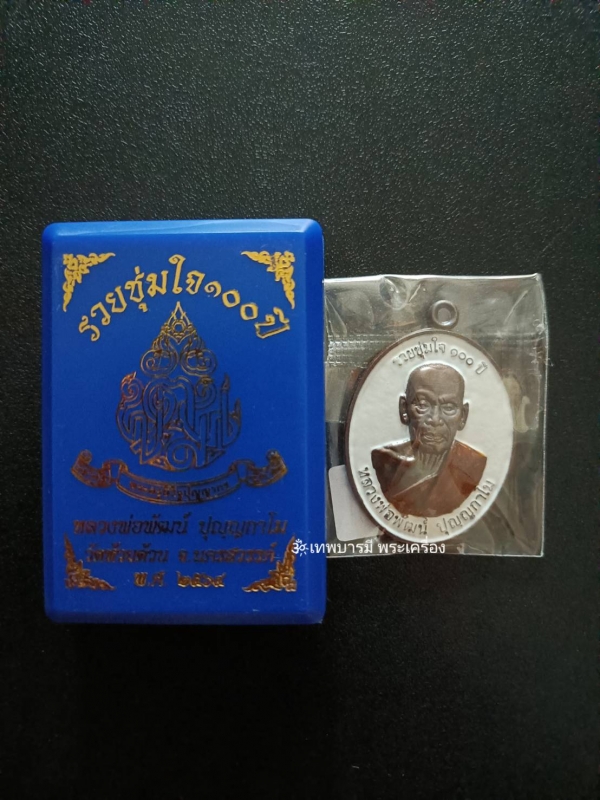 รวยชุ่มใจ๑๐๐ปี
หลวงพ่อพัฒน์ ปุญญกาโม
วัดห้วยด้วน จ.นครสวรรค์
พ.ศ ๒๕๖๔
รวยชุ่มใจ ๑๐๐ ปี
หลวงพ่อพัฒน์ ปุญญกาโม
เทพบารมี พระเครื่อง